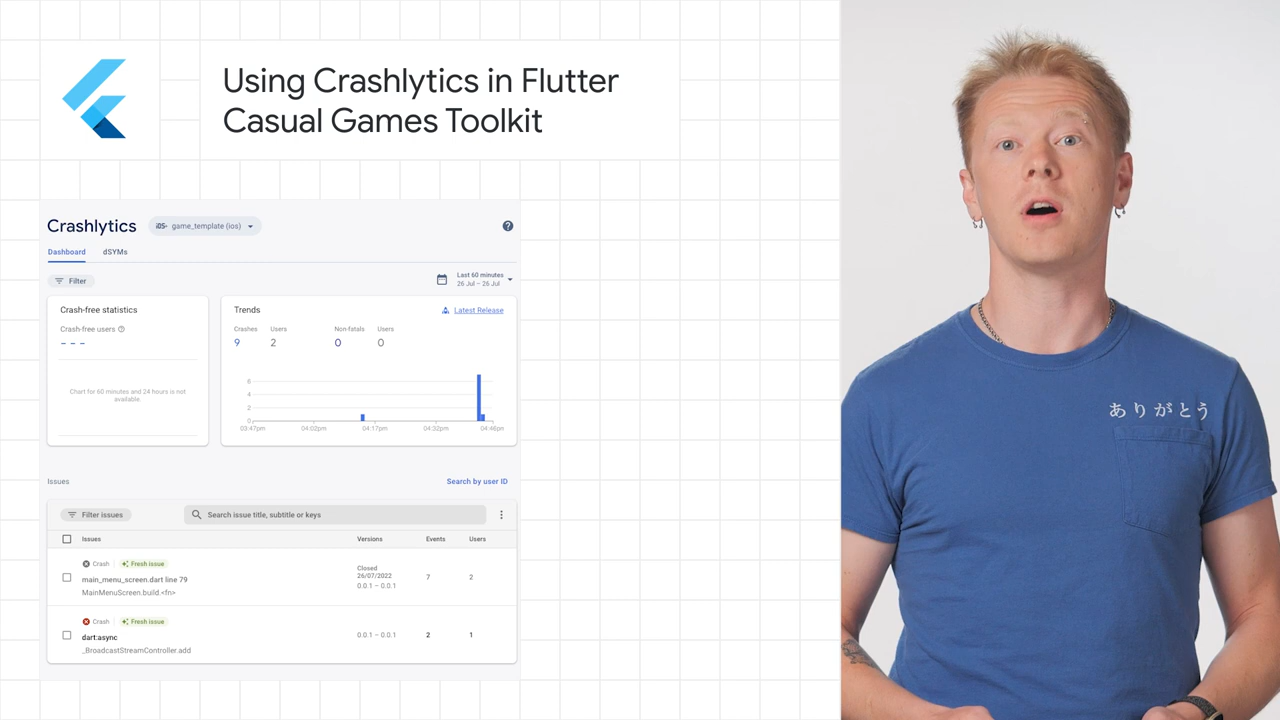 Using Crashlytics in Flutter
Casual Games Toolkit
Crashlytics
iOS+ game_template (ios)
Dashboard dSYMs
Filter
Last 60 minutes
26 Jul – 26 Jul
Crash-free statistics
Crash-free users
Chart for 60 minutes and 24 hours is not
available
Trends
Latest Release
Crashes Users Non-fatals Users
9 2 0 0
6
4
2
0
03:47pm 04:02pm 04:17pm 04:32pm 04:46pm
Issues
Search by user ID
Filter issues
Search issue title, subtitle or keys
Issues Versions Events Users
Crash Fresh issue
main_menu_screen.dart line 79
MainMenuScreen.build.<fn>
Closed
26/07/2022
0.0.1 – 0.0.1
7 2
Crash Fresh issue
dart:async
_BroadcastStreamController.add
0.0.1 – 0.0.1
2 1
ありがとう